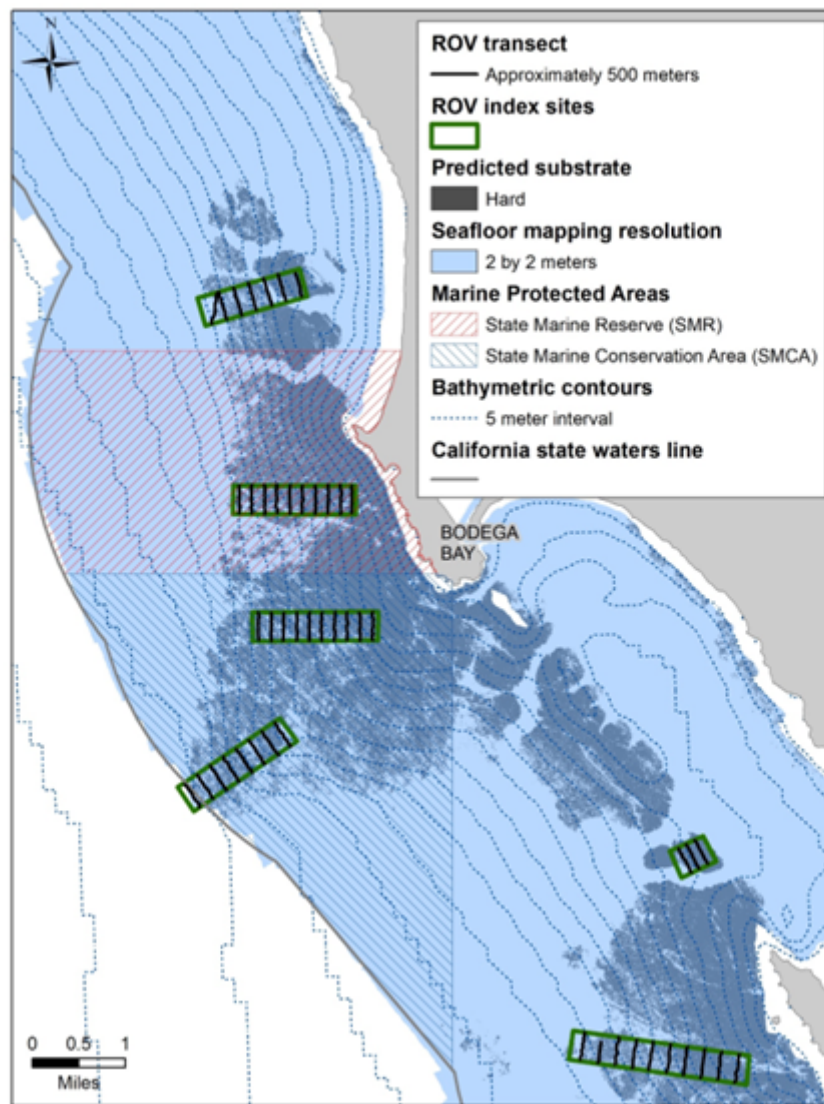 N
ROV transect
Approximately 500 meters
ROV index sites
Predicted substrate
Hard
Seafloor mapping resolution
2 by 2 meters
Marine Protected Areas
State Marine Reserve (SMR)
State Marine Conservation Area (SMCA)
Bathymetric contours
5 meter interval
California state waters line
BODEGA
BAY
0 0.5 1
Miles